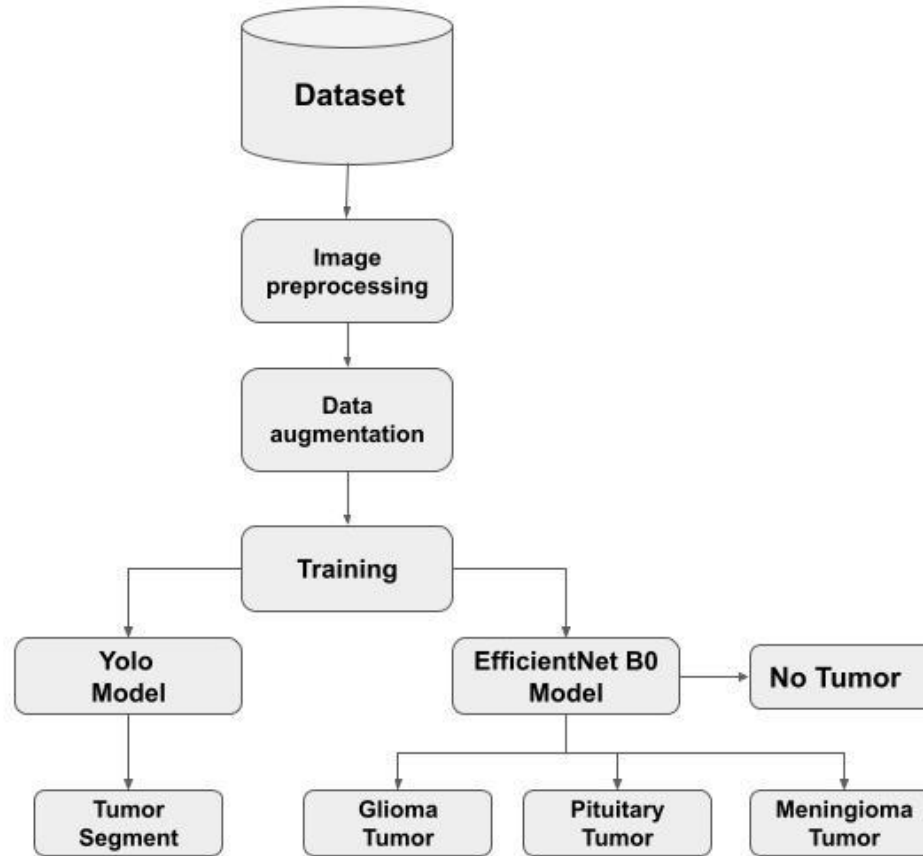 Dataset
Image
preprocessing
Data
augmentation
Training
Yolo
Model
EfficientNet B0
Model
No Tumor
Tumor
Segment
Glioma
Tumor
Pituitary
Tumor
Meningioma
Tumor